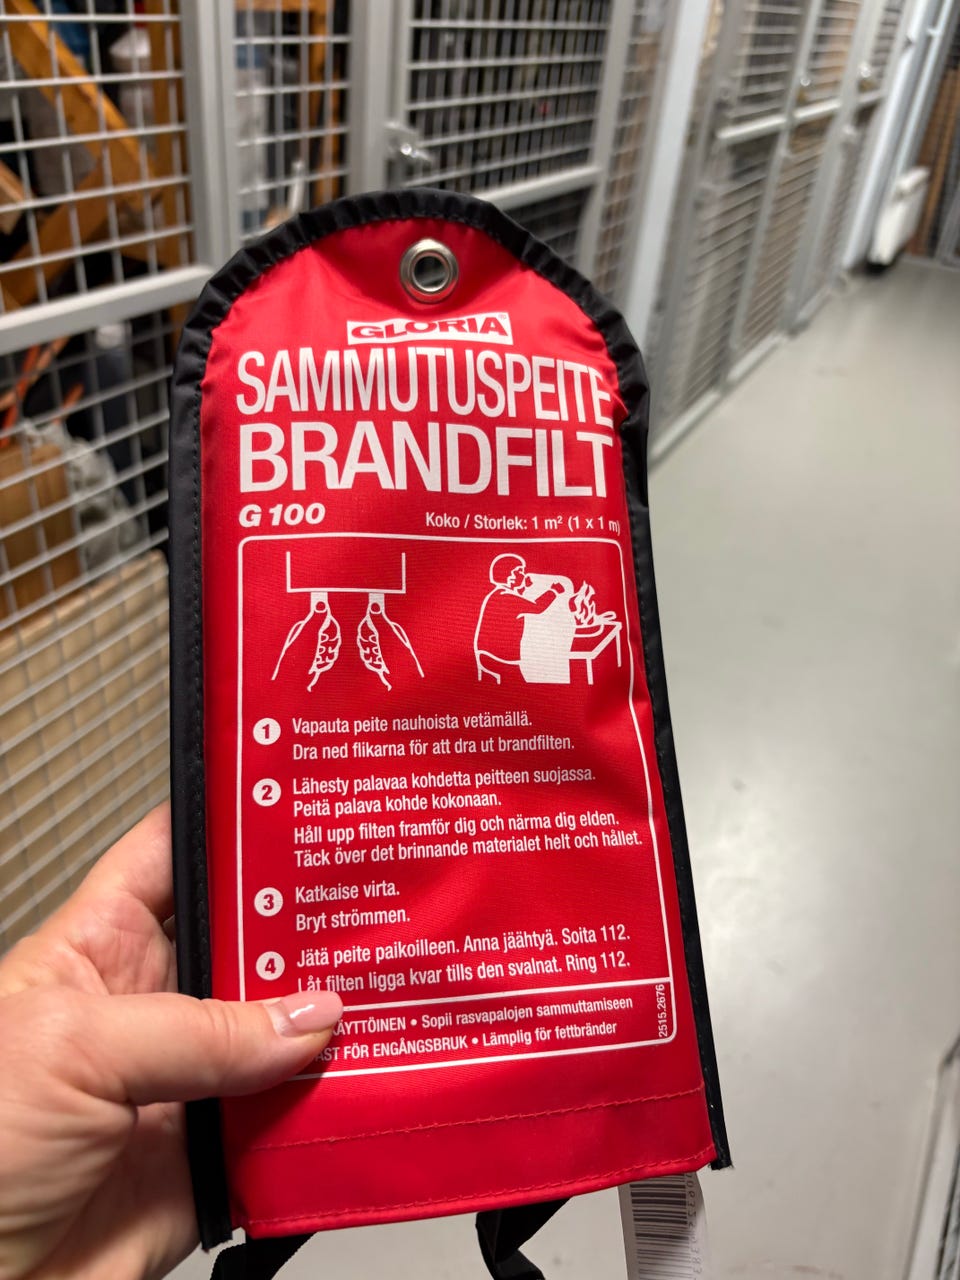 GLORIA®
SAMMUTUSPEITE
BRANDFILT
G 100
Koko / Storlek: 1 m² (1 x 1 m)
1
Vapauta peite nauhoista vetämällä.
Dra ned flikarna för att dra ut brandfilten.
2
Lähesty palavaa kohdetta peitteen suojassa.
Peitä palava kohde kokonaan.
Håll upp filten framför dig och närma dig elden.
Täck över det brinnande materialet helt och hållet.
3
Katkaise virta.
Bryt strömmen.
4
Jätä peite paikoilleen. Anna jäähtyä. Soita 112.
Låt filten ligga kvar tills den svalnat. Ring 112.
KÄYTTÖINEN • Sopii rasvapalojen sammuttamiseen
AST FÖR ENGÅNGSBRUK • Lämplig för fettbränder
2515.2676